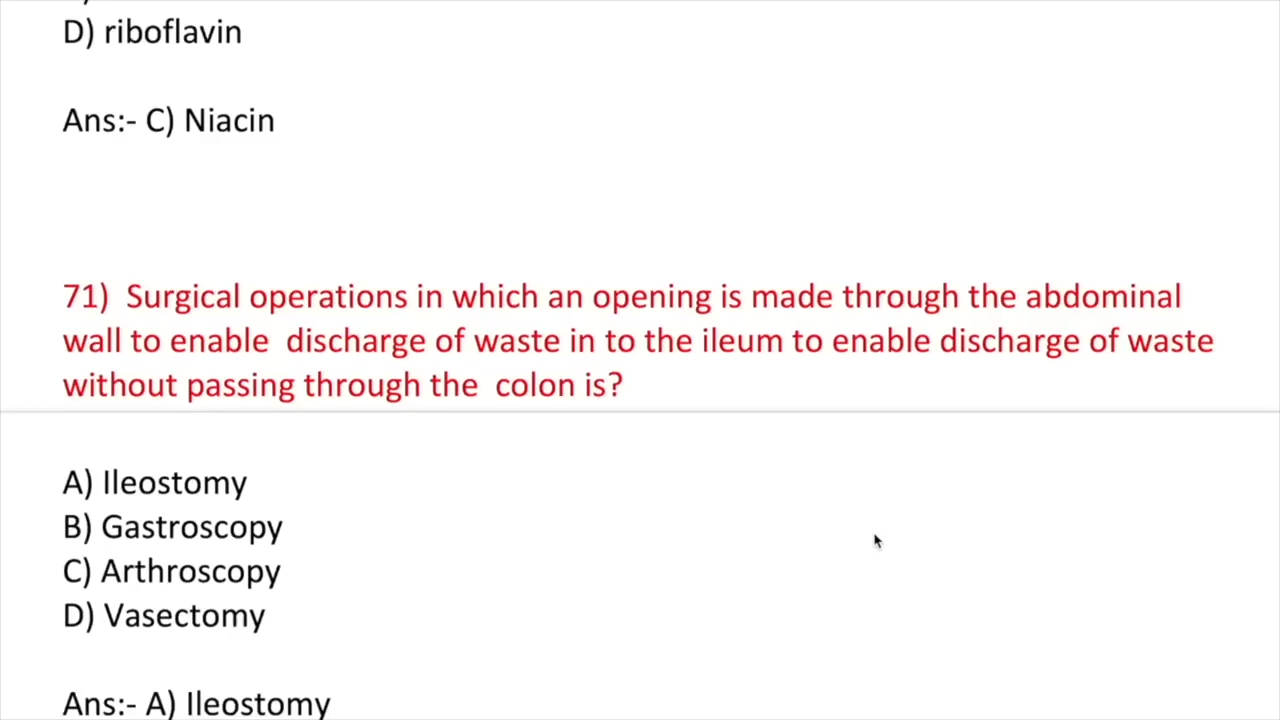 D) riboflavin
Ans:- C) Niacin
71)  Surgical operations in which an opening is made through the abdominal
wall to enable  discharge of waste in to the ileum to enable discharge of waste
without passing through the  colon is?
A) Ileostomy
B) Gastroscopy
C) Arthroscopy
D) Vasectomy
Ans:- A) Ileostomy